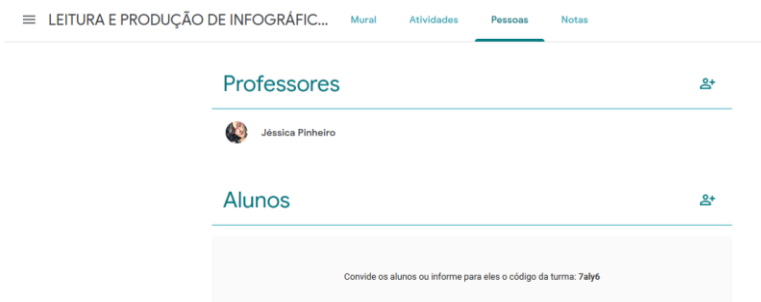 LEITURA E PRODUÇÃO DE INFOGRÁFIC... Mural Atividades Pessoas Notas
Professores
Jéssica Pinheiro
Alunos
Convide os alunos ou informe para eles o código da turma: 7aly6